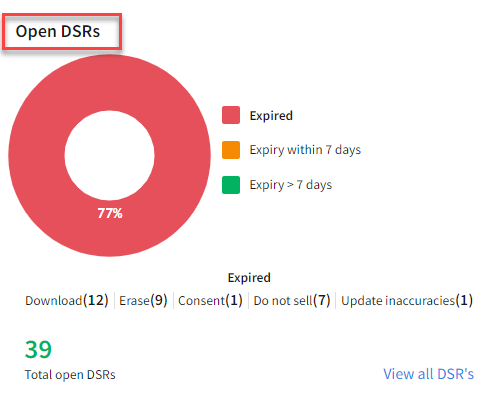 Open DSRs
Expired
Expiry within 7 days
Expiry > 7 days
77%
Expired
Download(12) Erase(9) Consent(1) Do not sell(7) Update inaccuracies(1)
39
Total open DSRs
View all DSR's